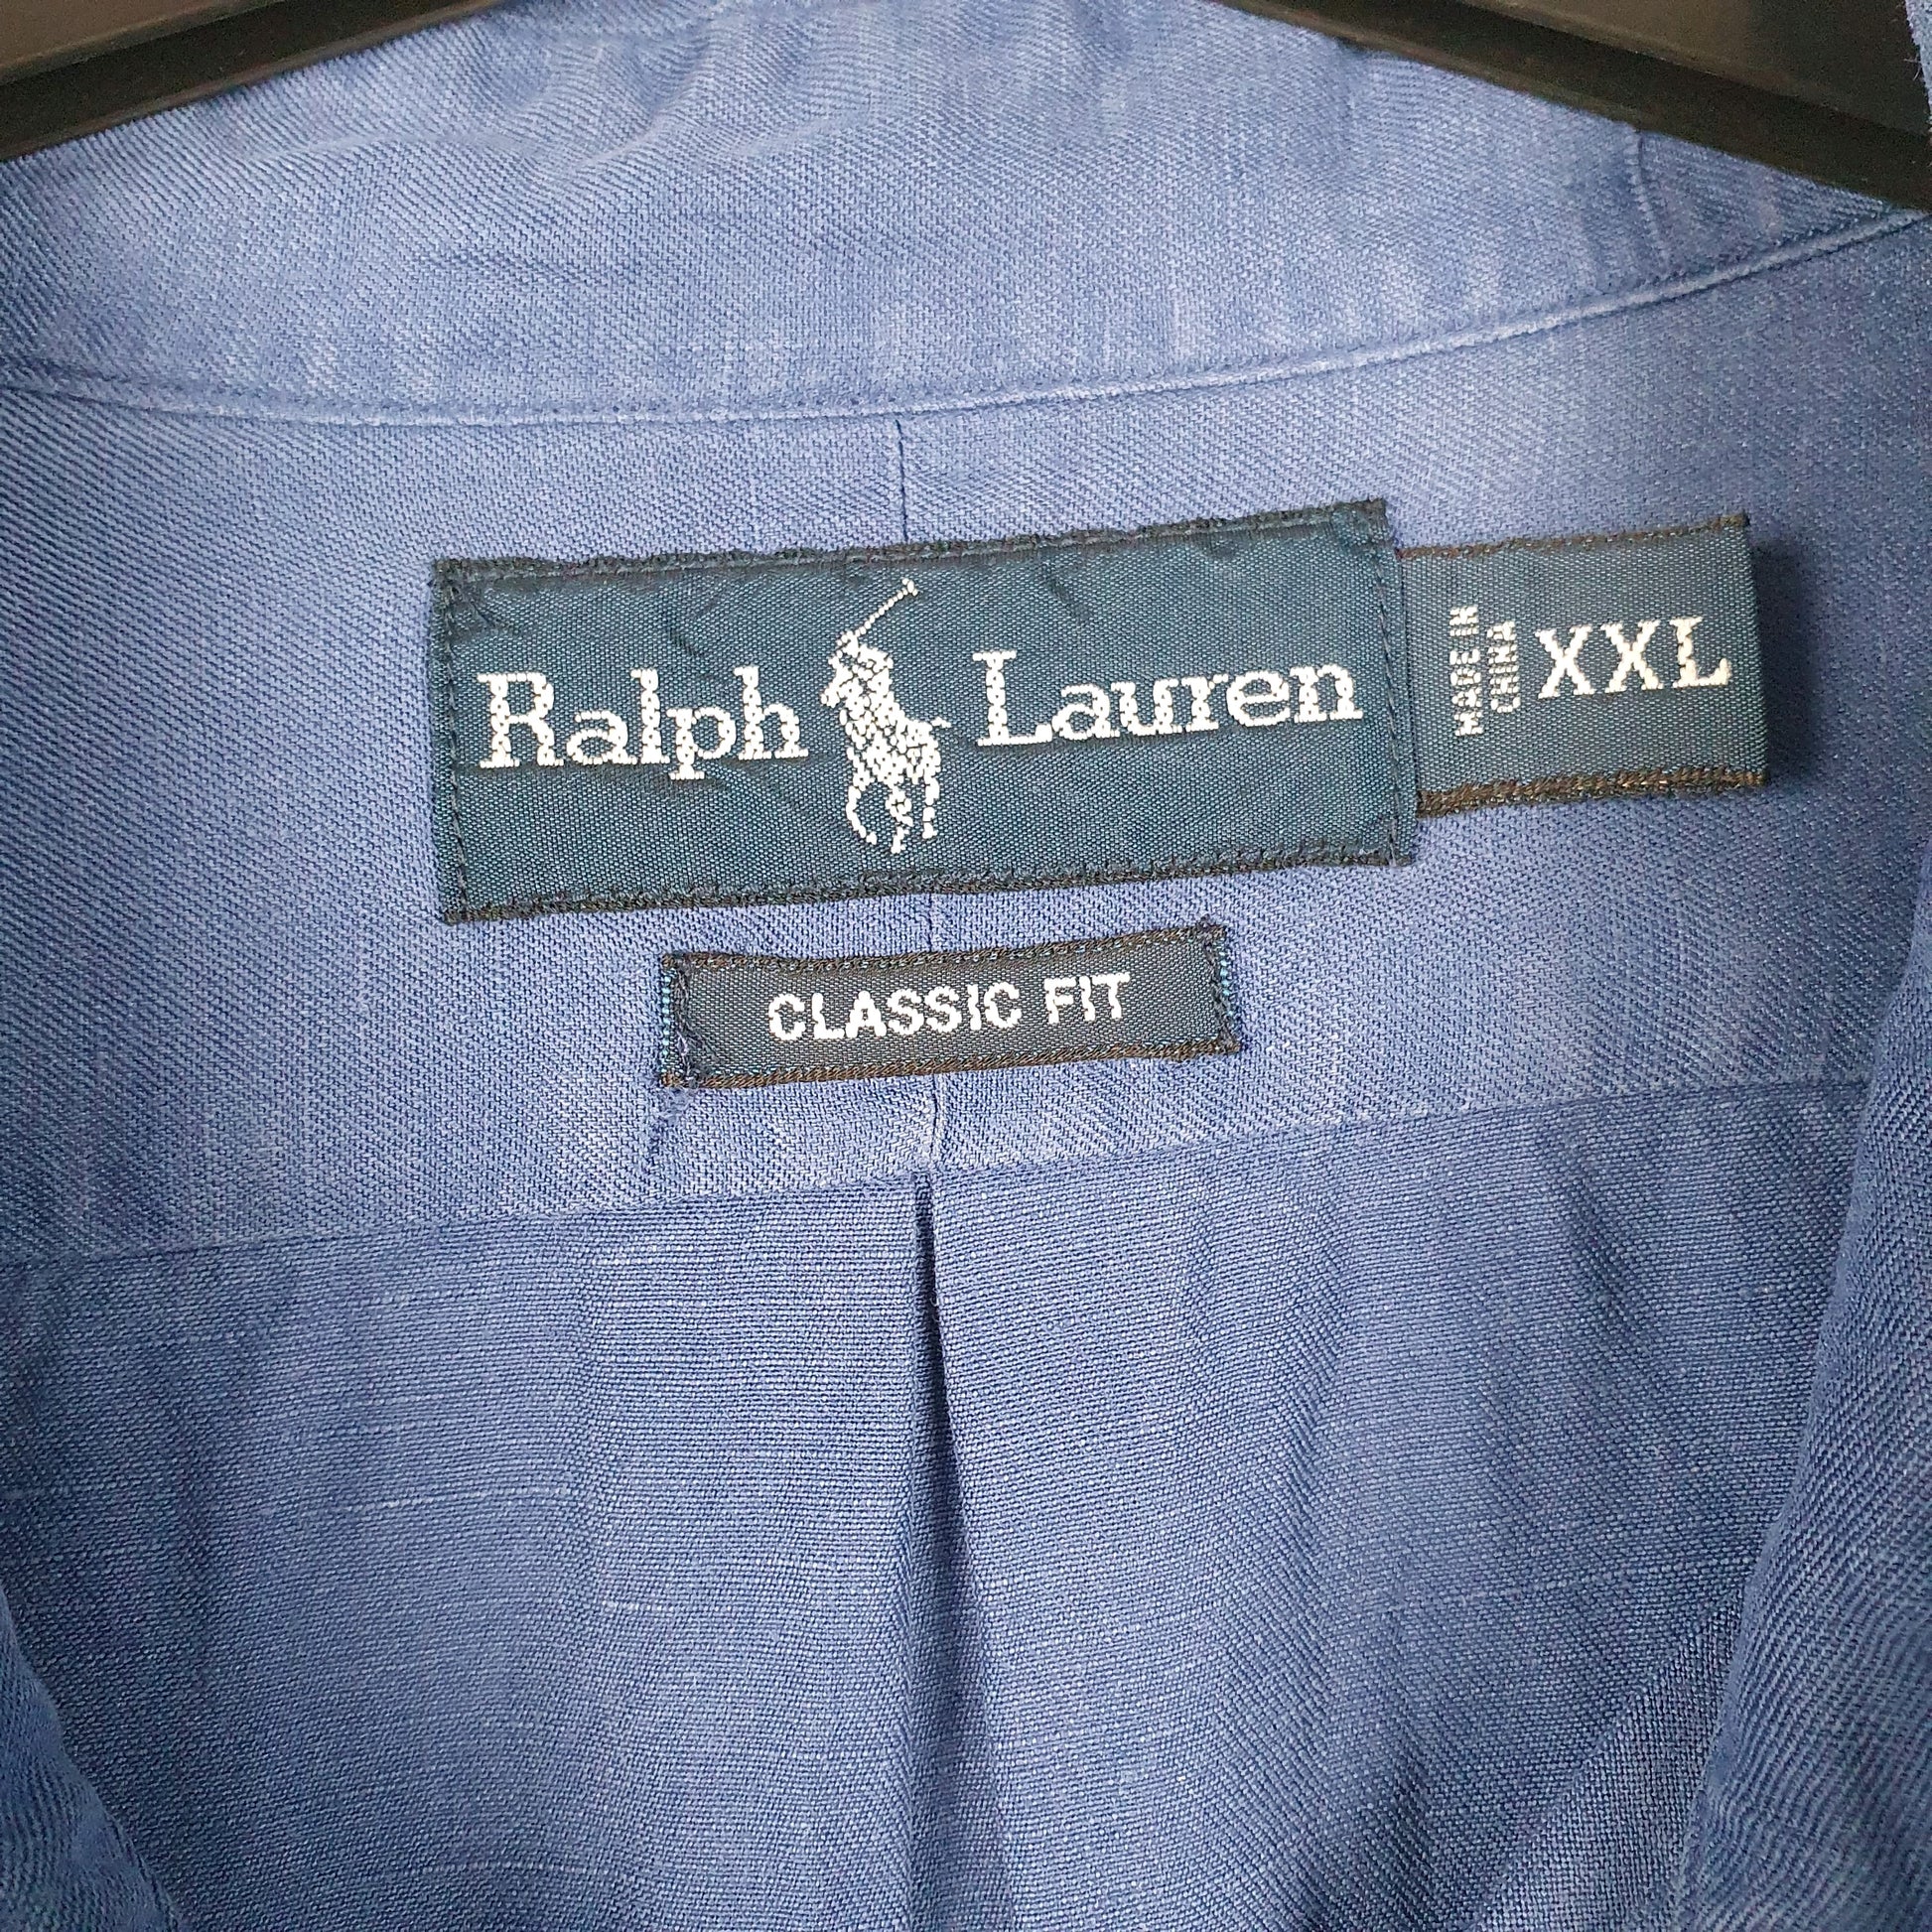 Ralph Lauren
MADE IN
CHINA
XXL
CLASSIC FIT